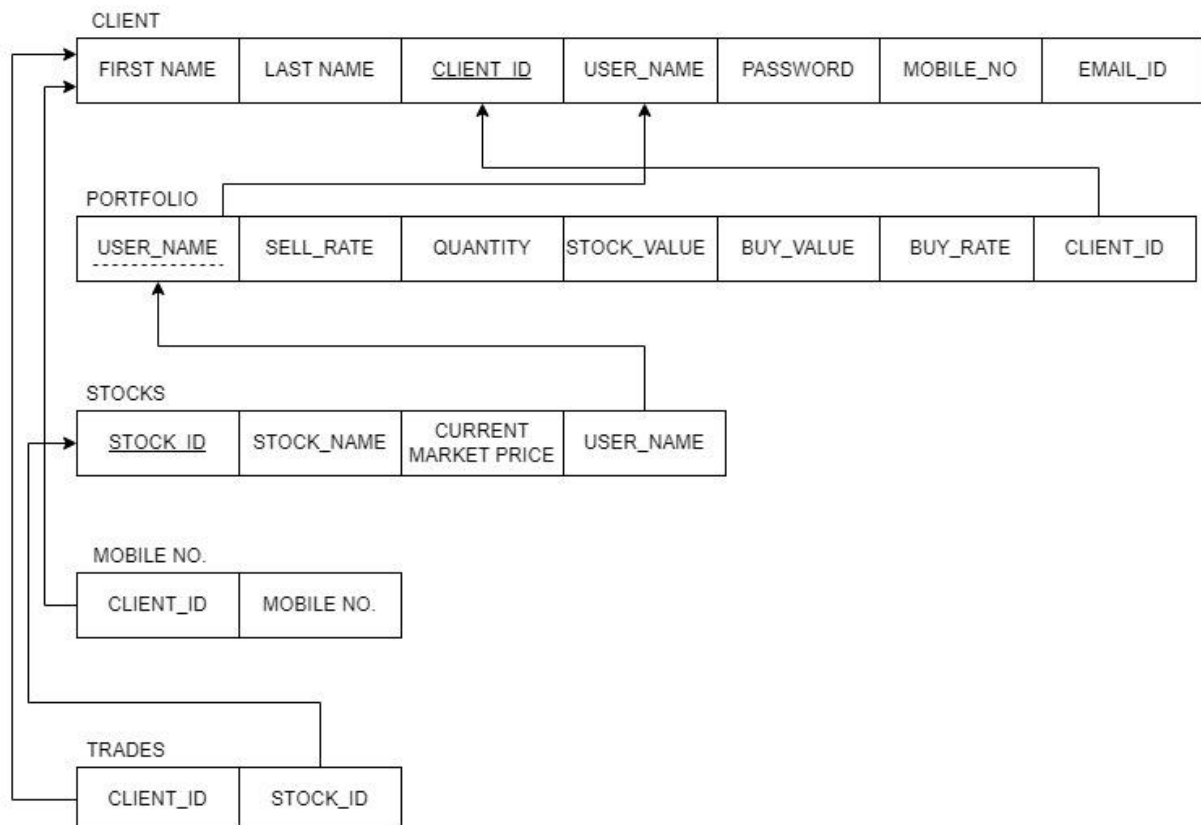 CLIENT
FIRST NAME LAST NAME CLIENT_ID USER_NAME PASSWORD MOBILE_NO EMAIL_ID
PORTFOLIO
USER_NAME SELL_RATE QUANTITY STOCK_VALUE BUY_VALUE BUY_RATE CLIENT_ID
STOCKS
STOCK_ID STOCK_NAME CURRENT MARKET PRICE USER_NAME
MOBILE NO.
CLIENT_ID MOBILE NO.
TRADES
CLIENT_ID STOCK_ID